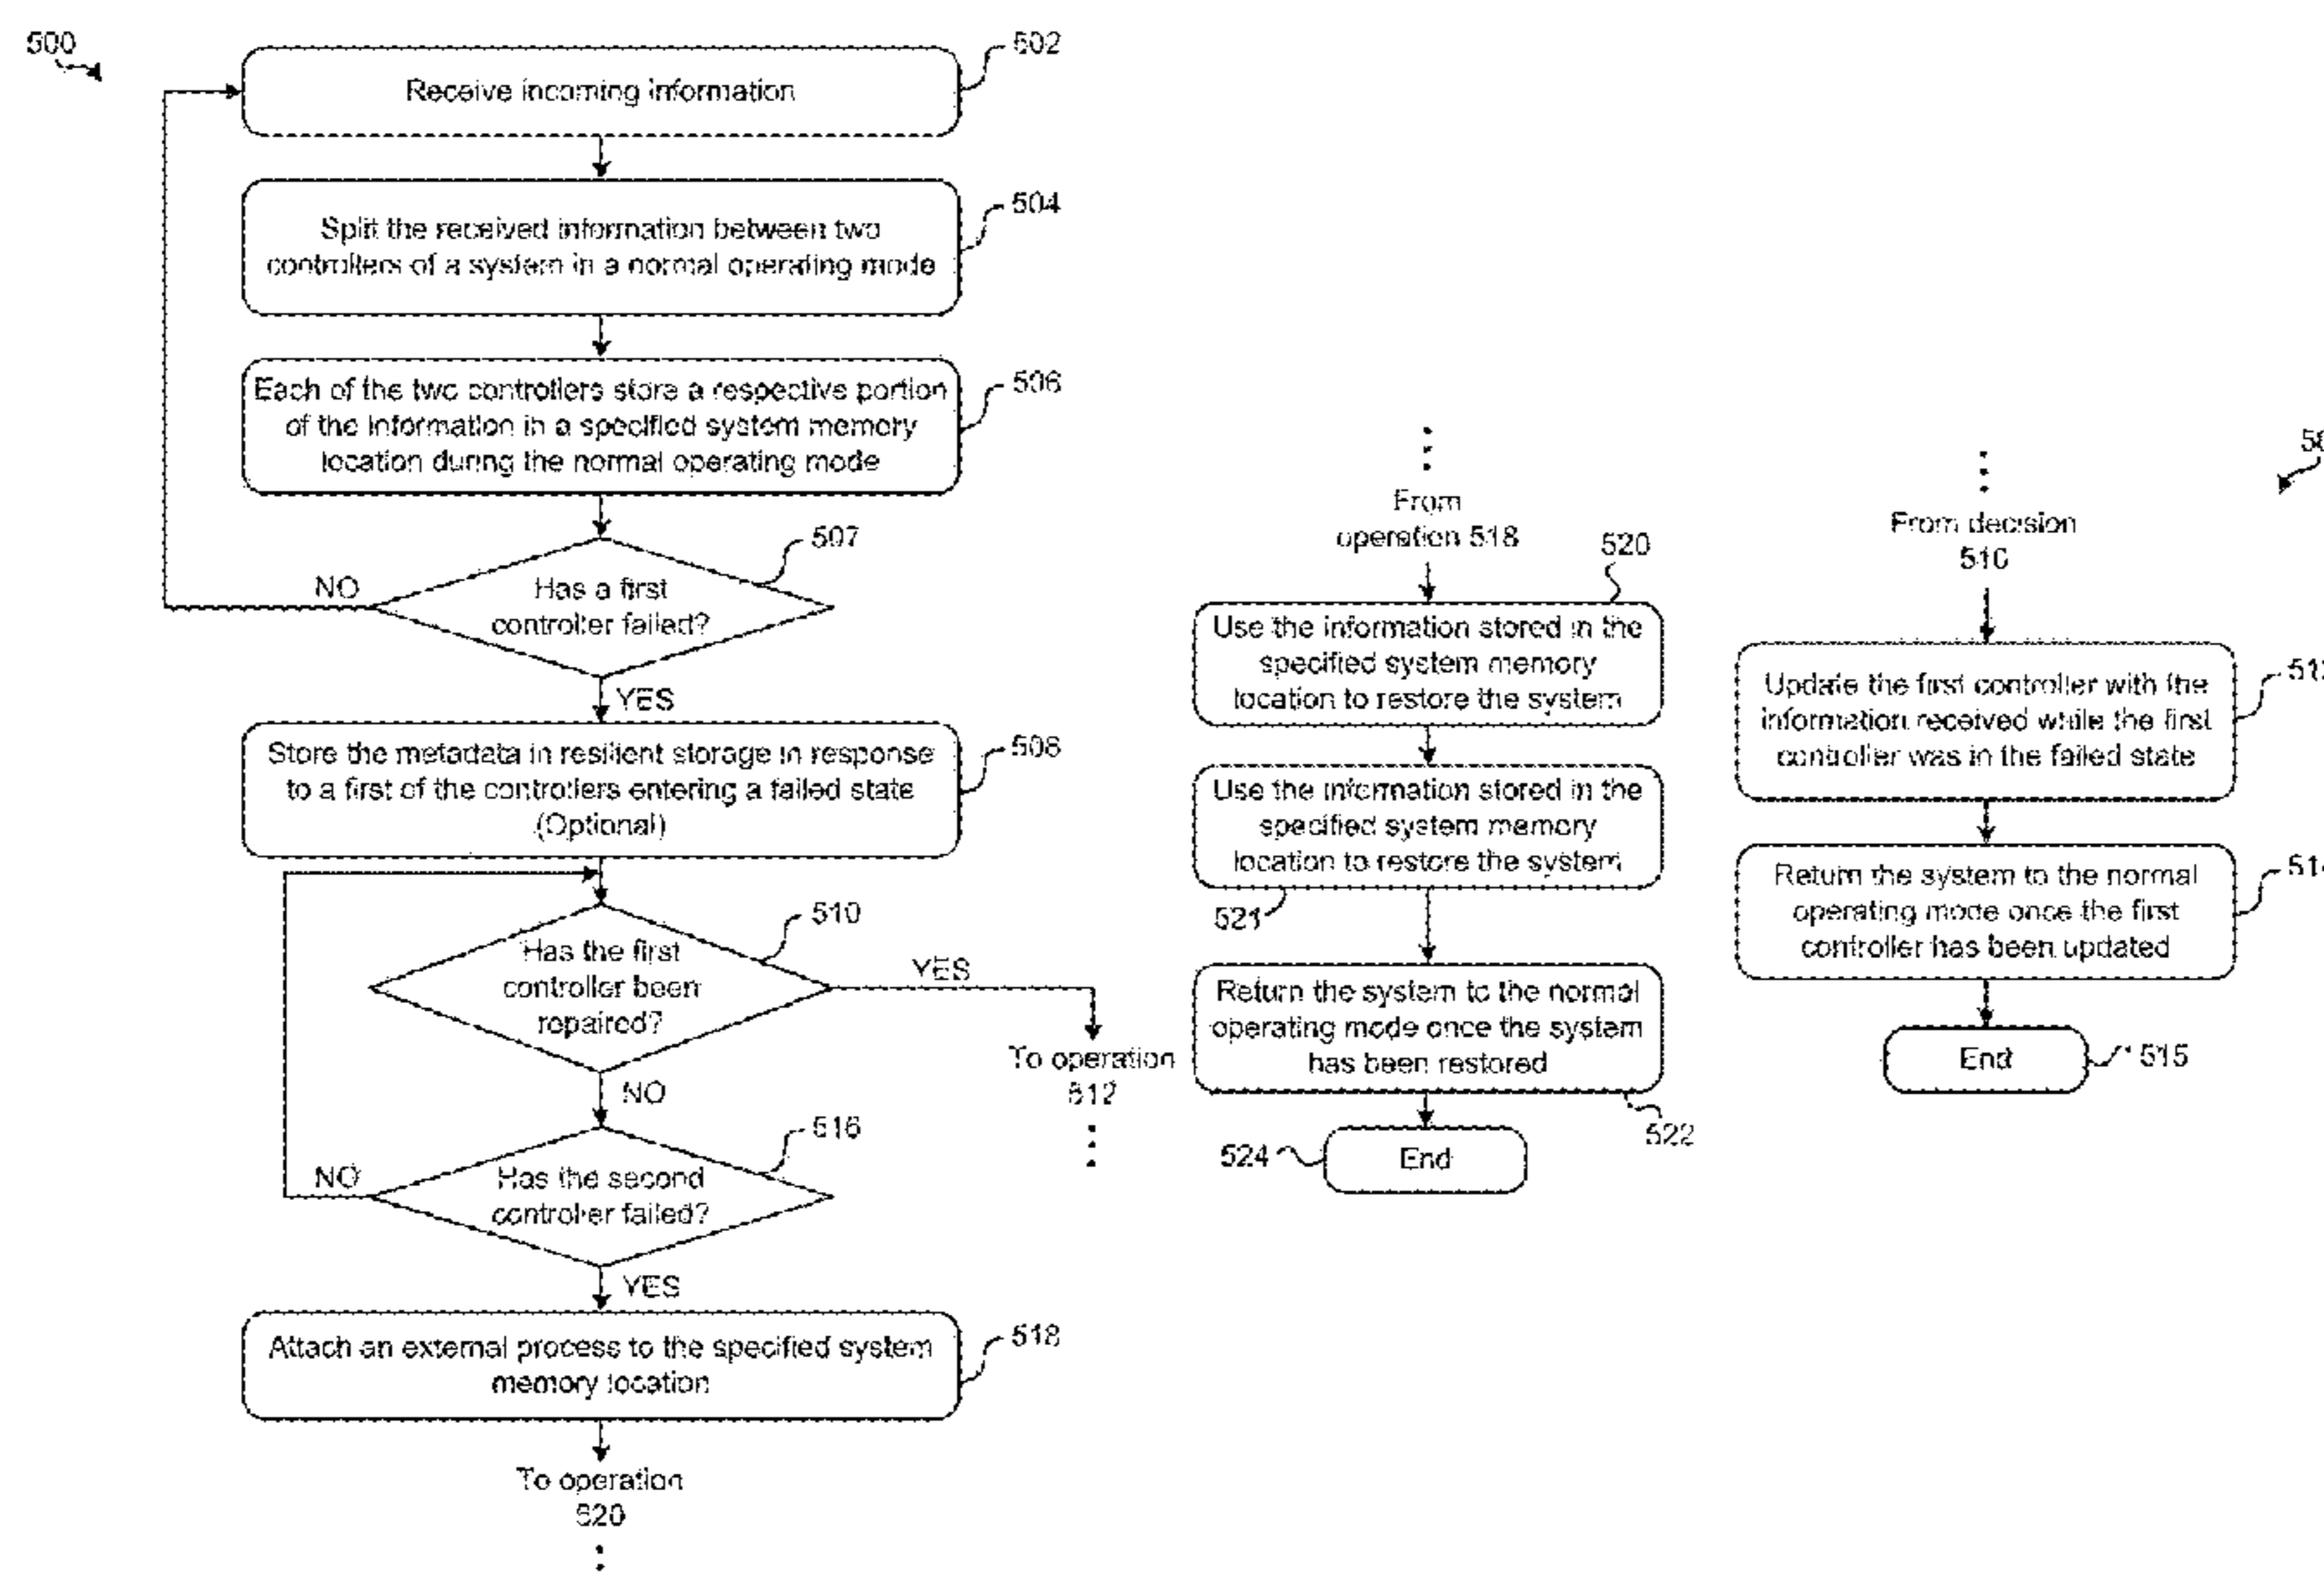 500
502
Receive incoming information
504
Split the received information between two
controllers of a system in a normal operating mode
506
Each of the two controllers store a respective portion
of the information in a specified system memory
location during the normal operating mode
507
NO
Has a first
controller failed?
YES
508
Store the metadata in resilient storage in response
to a first of the controllers entering a failed state
(Optional)
510
Has the first
controller been
repaired?
YES
To operation
512
NO
516
NO
Has the second
controller failed?
YES
518
Attach an external process to the specified system
memory location
To operation
520
From
operation 518
520
Use the information stored in the
specified system memory
location to restore the system
Use the information stored in the
specified system memory
location to restore the system
521
Return the system to the normal
operating mode once the system
has been restored
522
524
End
From decision
510
Update the first controller with the
information received while the first
controller was in the failed state
Return the system to the normal
operating mode once the first
controller has been updated
End
515